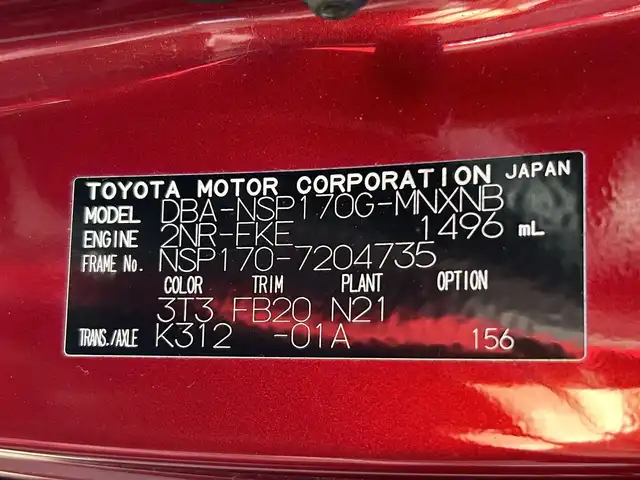 TOYOTA MOTOR CORPORATION JAPAN
MODEL DBA-NSP170G-MNXNB
ENGINE 2NR-FKE 1496 mL
FRAME No. NSP170-7204735
COLOR TRIM PLANT OPTION
3T3 FB20 N21
TRANS./AXLE K312 -01A 156